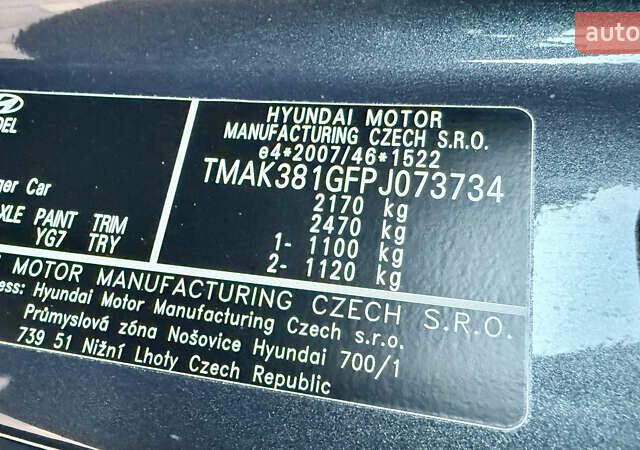 auto
HYUNDAI MOTOR
MANUFACTURING CZECH S.R.O.
e4*2007/46*1522
TMAK381GFPJ073734
2170 kg
2470 kg
1- 1100 kg
2- 1120 kg
DEL
ger Car
XLE PAINT TRIM
YG7 TRY
MOTOR MANUFACTURING CZECH S.R.O.
ess: Hyundai Motor Manufacturing Czech s.r.o.
Průmyslová zóna Nošovice Hyundai 700/1
739 51 Nižní Lhoty Czech Republic